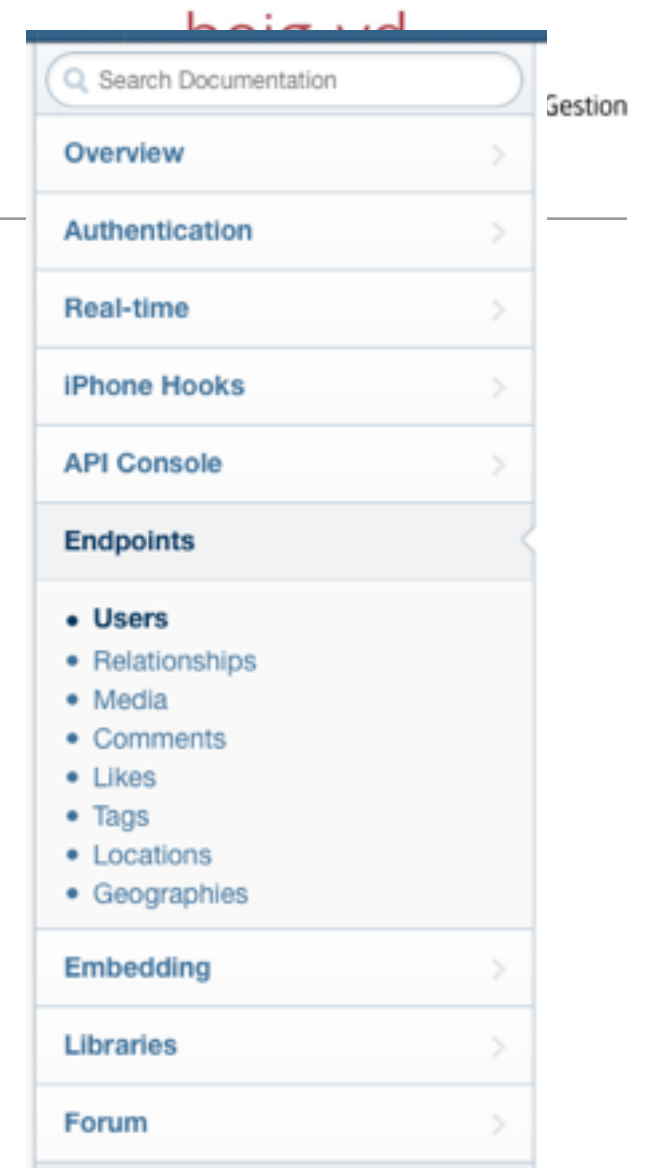 Search Documentation
Gestion
Overview
Authentication
Real-time
iPhone Hooks
API Console
Endpoints
• Users
• Relationships
• Media
• Comments
• Likes
• Tags
• Locations
• Geographies
Embedding
Libraries
Forum